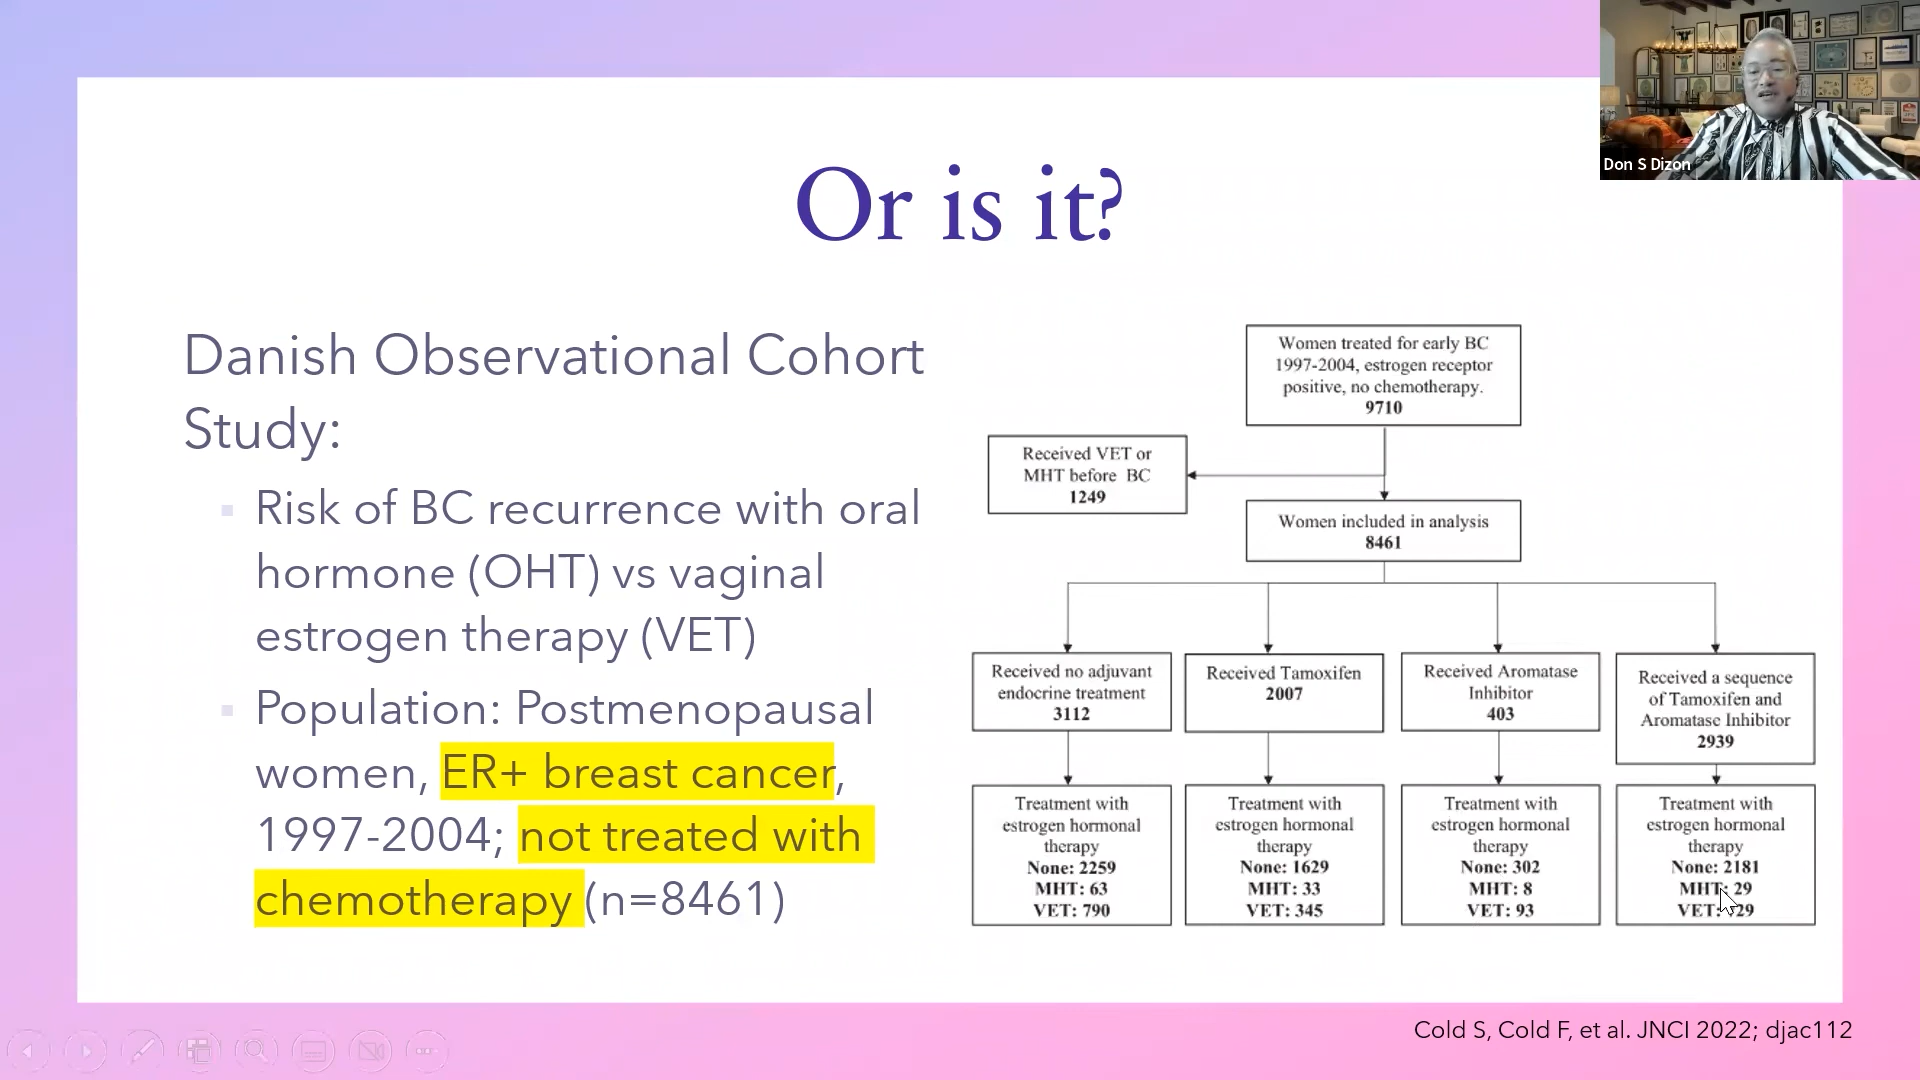 Don S Dizon
Or is it?
Danish Observational Cohort
Study:
Risk of BC recurrence with oral
hormone (OHT) vs vaginal
estrogen therapy (VET)
Population: Postmenopausal
women, ER+ breast cancer,
1997-2004; not treated with
chemotherapy (n=8461)
Women treated for early BC
1997-2004, estrogen receptor
positive, no chemotherapy.
9710
Received VET or
MHT before BC
1249
Women included in analysis
8461
Received no adjuvant
endocrine treatment
3112
Received Tamoxifen
2007
Received Aromatase
Inhibitor
403
Received a sequence
of Tamoxifen and
Aromatase Inhibitor
2939
Treatment with
estrogen hormonal
therapy
None: 2259
MHT: 63
VET: 790
Treatment with
estrogen hormonal
therapy
None: 1629
MHT: 33
VET: 345
Treatment with
estrogen hormonal
therapy
None: 302
MHT: 8
VET: 93
Treatment with
estrogen hormonal
therapy
None: 2181
MHT: 29
VET:
Cold S, Cold F, et al. JNCI 2022; djac112